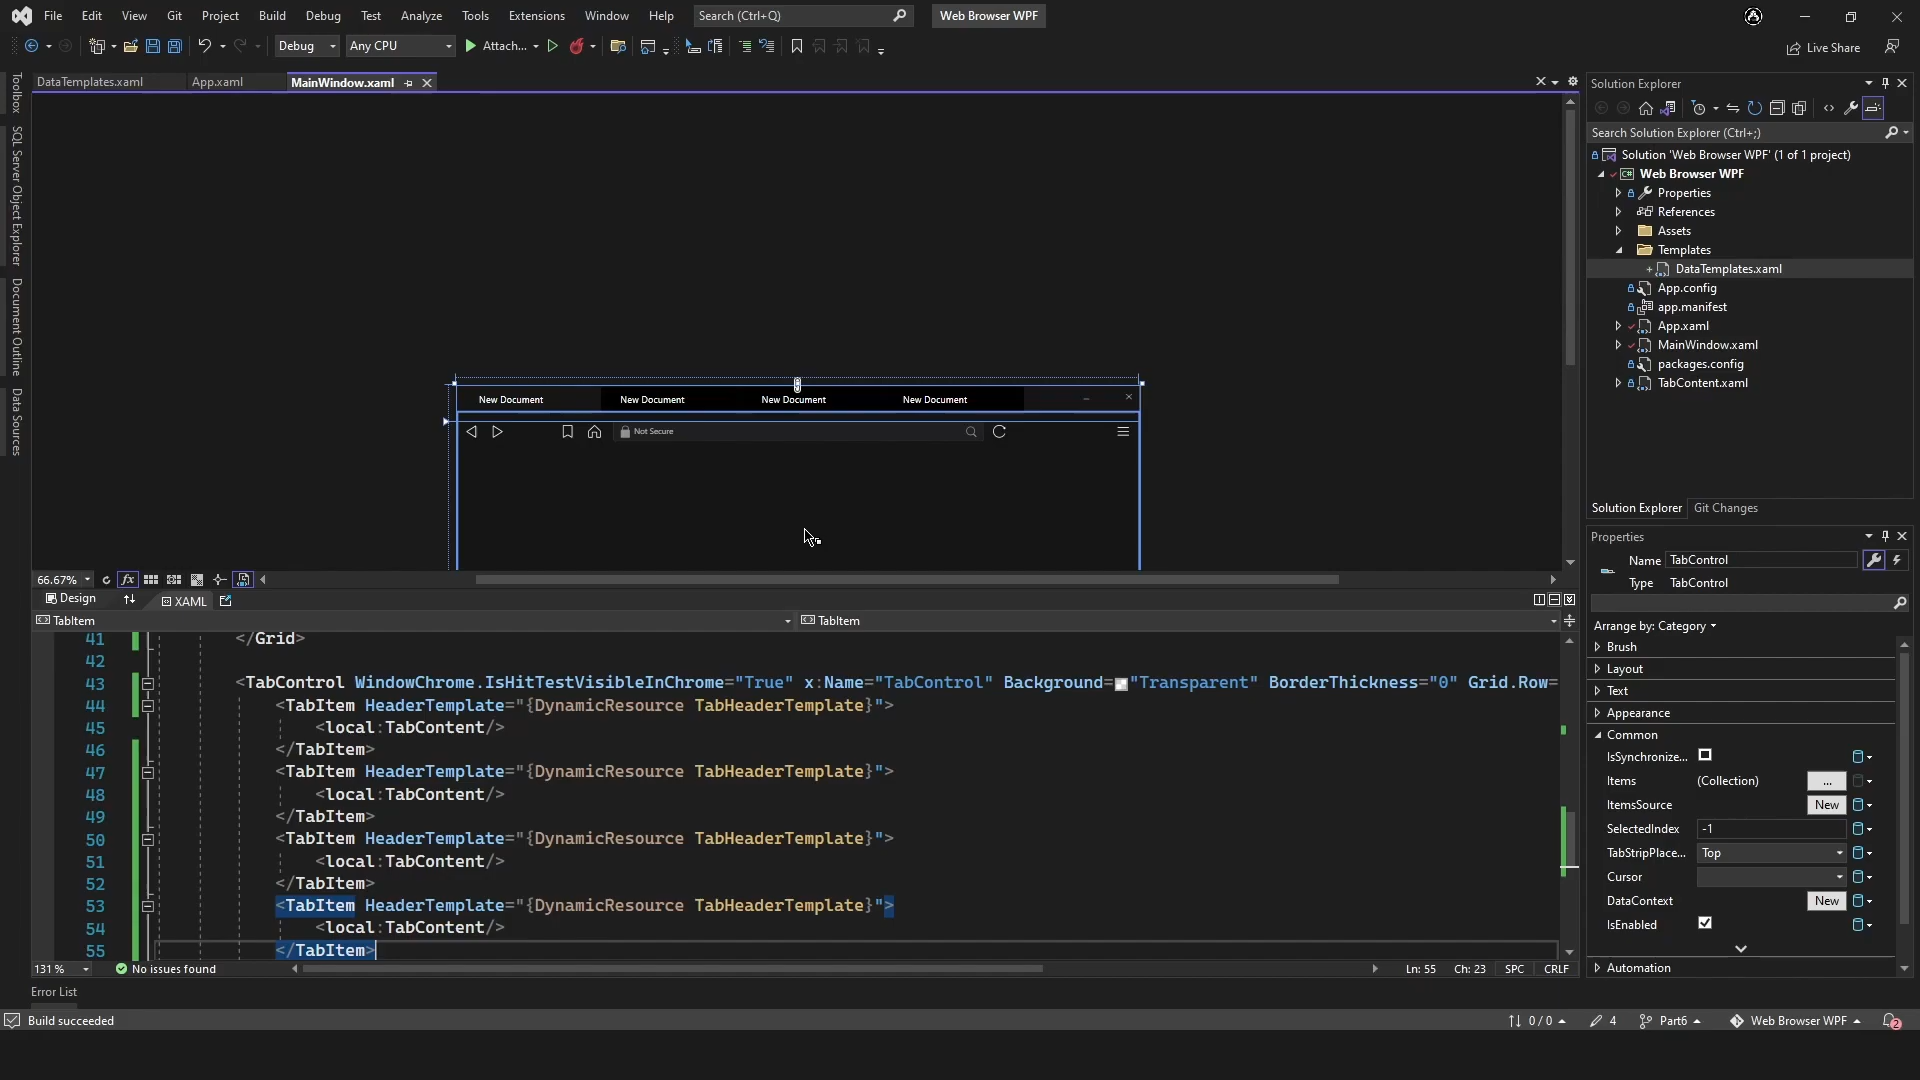 File Edit View Git Project Build Debug Test Analyze Tools Extensions Window Help Search (Ctrl+Q) Web Browser WPF
Debug Any CPU Attach... Live Share
DataTemplates.xaml App.xaml MainWindow.xaml
Toolbox
SQL Server Object Explorer
Document Outline
Data Sources
New Document New Document New Document New Document
Not Secure
66.67% fx
Design XAML
TabItem TabItem
41 </Grid>
42
43 <TabControl WindowChrome.IsHitTestVisibleInChrome="True" x:Name="TabControl" Background="Transparent" BorderThickness="0" Grid.Row=
44 <TabItem HeaderTemplate="{DynamicResource TabHeaderTemplate}">
45 <local:TabContent/>
46 </TabItem>
47 <TabItem HeaderTemplate="{DynamicResource TabHeaderTemplate}">
48 <local:TabContent/>
49 </TabItem>
50 <TabItem HeaderTemplate="{DynamicResource TabHeaderTemplate}">
51 <local:TabContent/>
52 </TabItem>
53 <TabItem HeaderTemplate="{DynamicResource TabHeaderTemplate}">
54 <local:TabContent/>
55 </TabItem>
131 % No issues found Ln: 55 Ch: 23 SPC CRLF
Error List
Build succeeded 0 / 0 4 Part6 Web Browser WPF 2
Solution Explorer
Search Solution Explorer (Ctrl+;)
Solution 'Web Browser WPF' (1 of 1 project)
C# Web Browser WPF
Properties
References
Assets
Templates
DataTemplates.xaml
App.config
app.manifest
App.xaml
MainWindow.xaml
packages.config
TabContent.xaml
Solution Explorer Git Changes
Properties
Name TabControl
Type TabControl
Arrange by: Category
Brush
Layout
Text
Appearance
Common
IsSynchronize...
Items (Collection) ...
ItemsSource New
SelectedIndex -1
TabStripPlace... Top
Cursor
DataContext New
IsEnabled
Automation